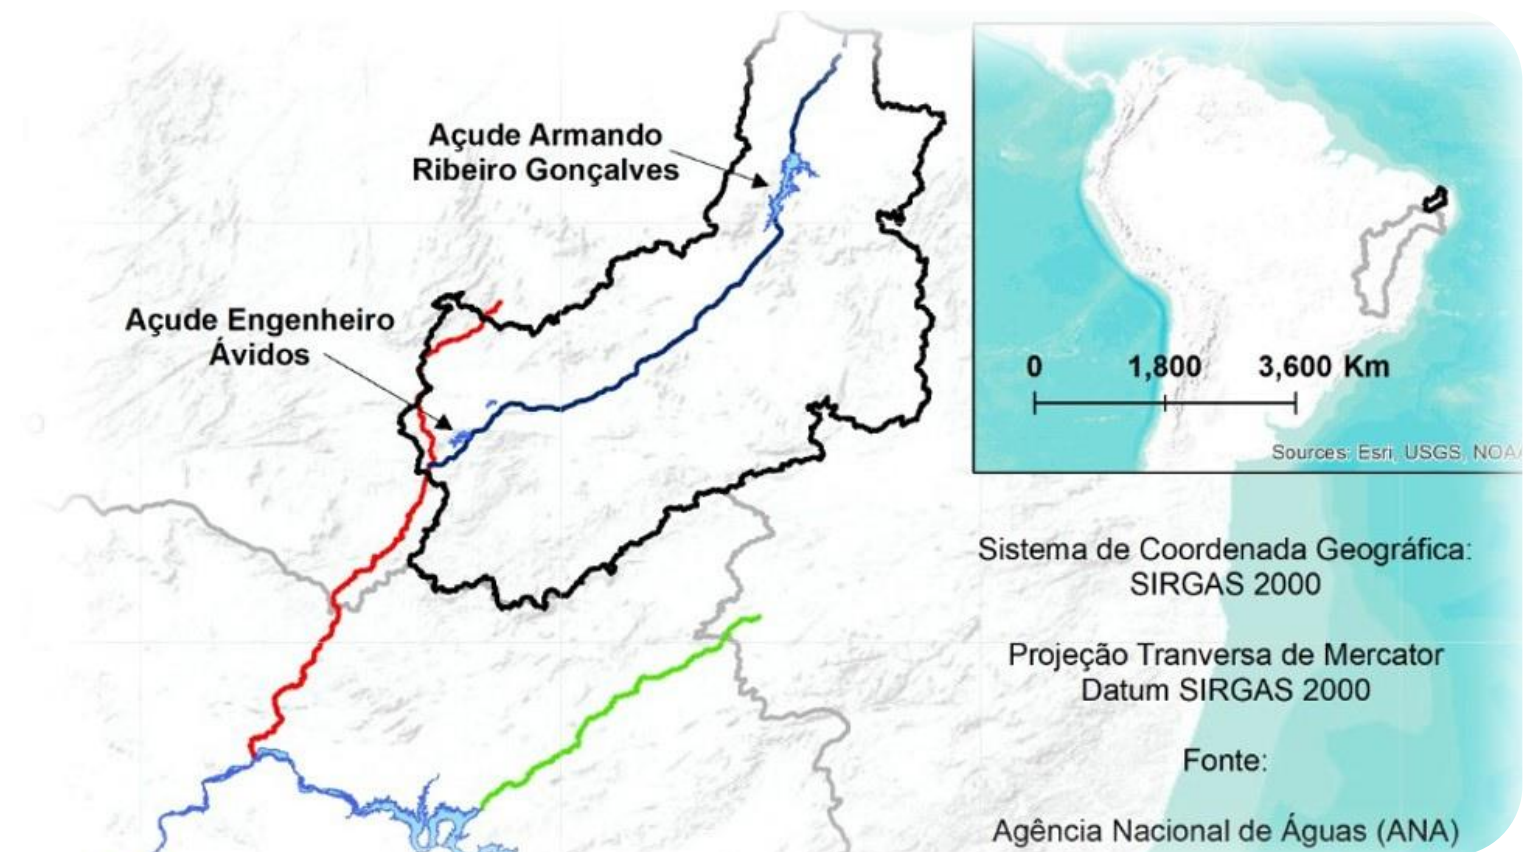 Açude Armando
Ribeiro Gonçalves
Açude Engenheiro
Ávidos
0 1,800 3,600 Km
Sources: Esri, USGS, NOAA
Sistema de Coordenada Geográfica:
SIRGAS 2000
Projeção Tranversa de Mercator
Datum SIRGAS 2000
Fonte:
Agência Nacional de Águas (ANA)